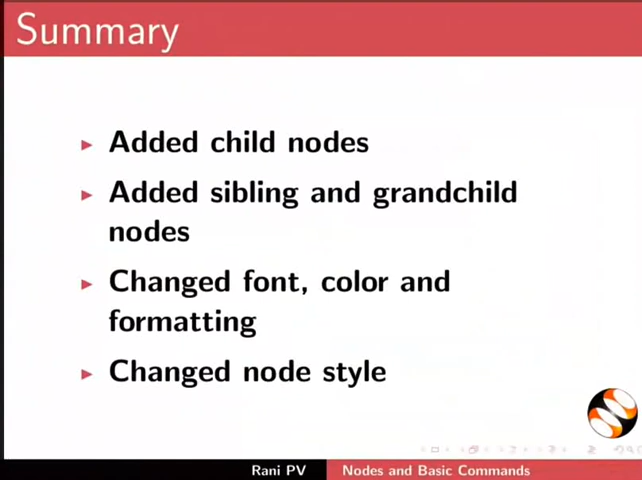 Summary
Added child nodes
Added sibling and grandchild
nodes
Changed font, color and
formatting
Changed node style
Rani PV Nodes and Basic Commands